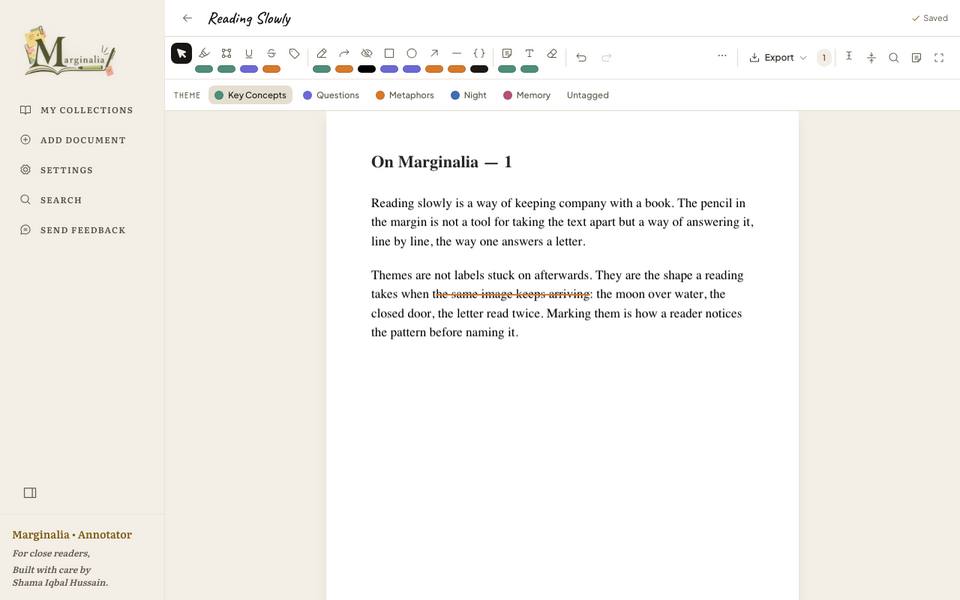 Marginalia
Reading Slowly
Saved
Export
1
MY COLLECTIONS
ADD DOCUMENT
SETTINGS
SEARCH
SEND FEEDBACK
THEME
Key Concepts
Questions
Metaphors
Night
Memory
Untagged
On Marginalia — 1
Reading slowly is a way of keeping company with a book. The pencil in
the margin is not a tool for taking the text apart but a way of answering it,
line by line, the way one answers a letter.
Themes are not labels stuck on afterwards. They are the shape a reading
takes when the same image keeps arriving: the moon over water, the
closed door, the letter read twice. Marking them is how a reader notices
the pattern before naming it.
Marginalia • Annotator
For close readers,
Built with care by
Shama Iqbal Hussain.